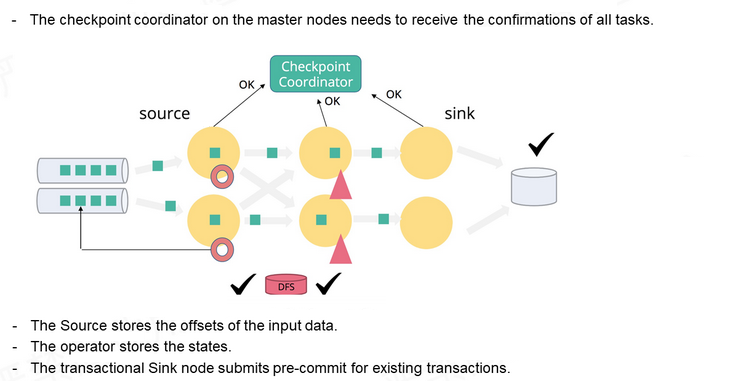 - The checkpoint coordinator on the master nodes needs to receive the confirmations of all tasks.
Checkpoint
Coordinator
OK
OK
OK
source
sink
DFS
- The Source stores the offsets of the input data.
- The operator stores the states.
- The transactional Sink node submits pre-commit for existing transactions.